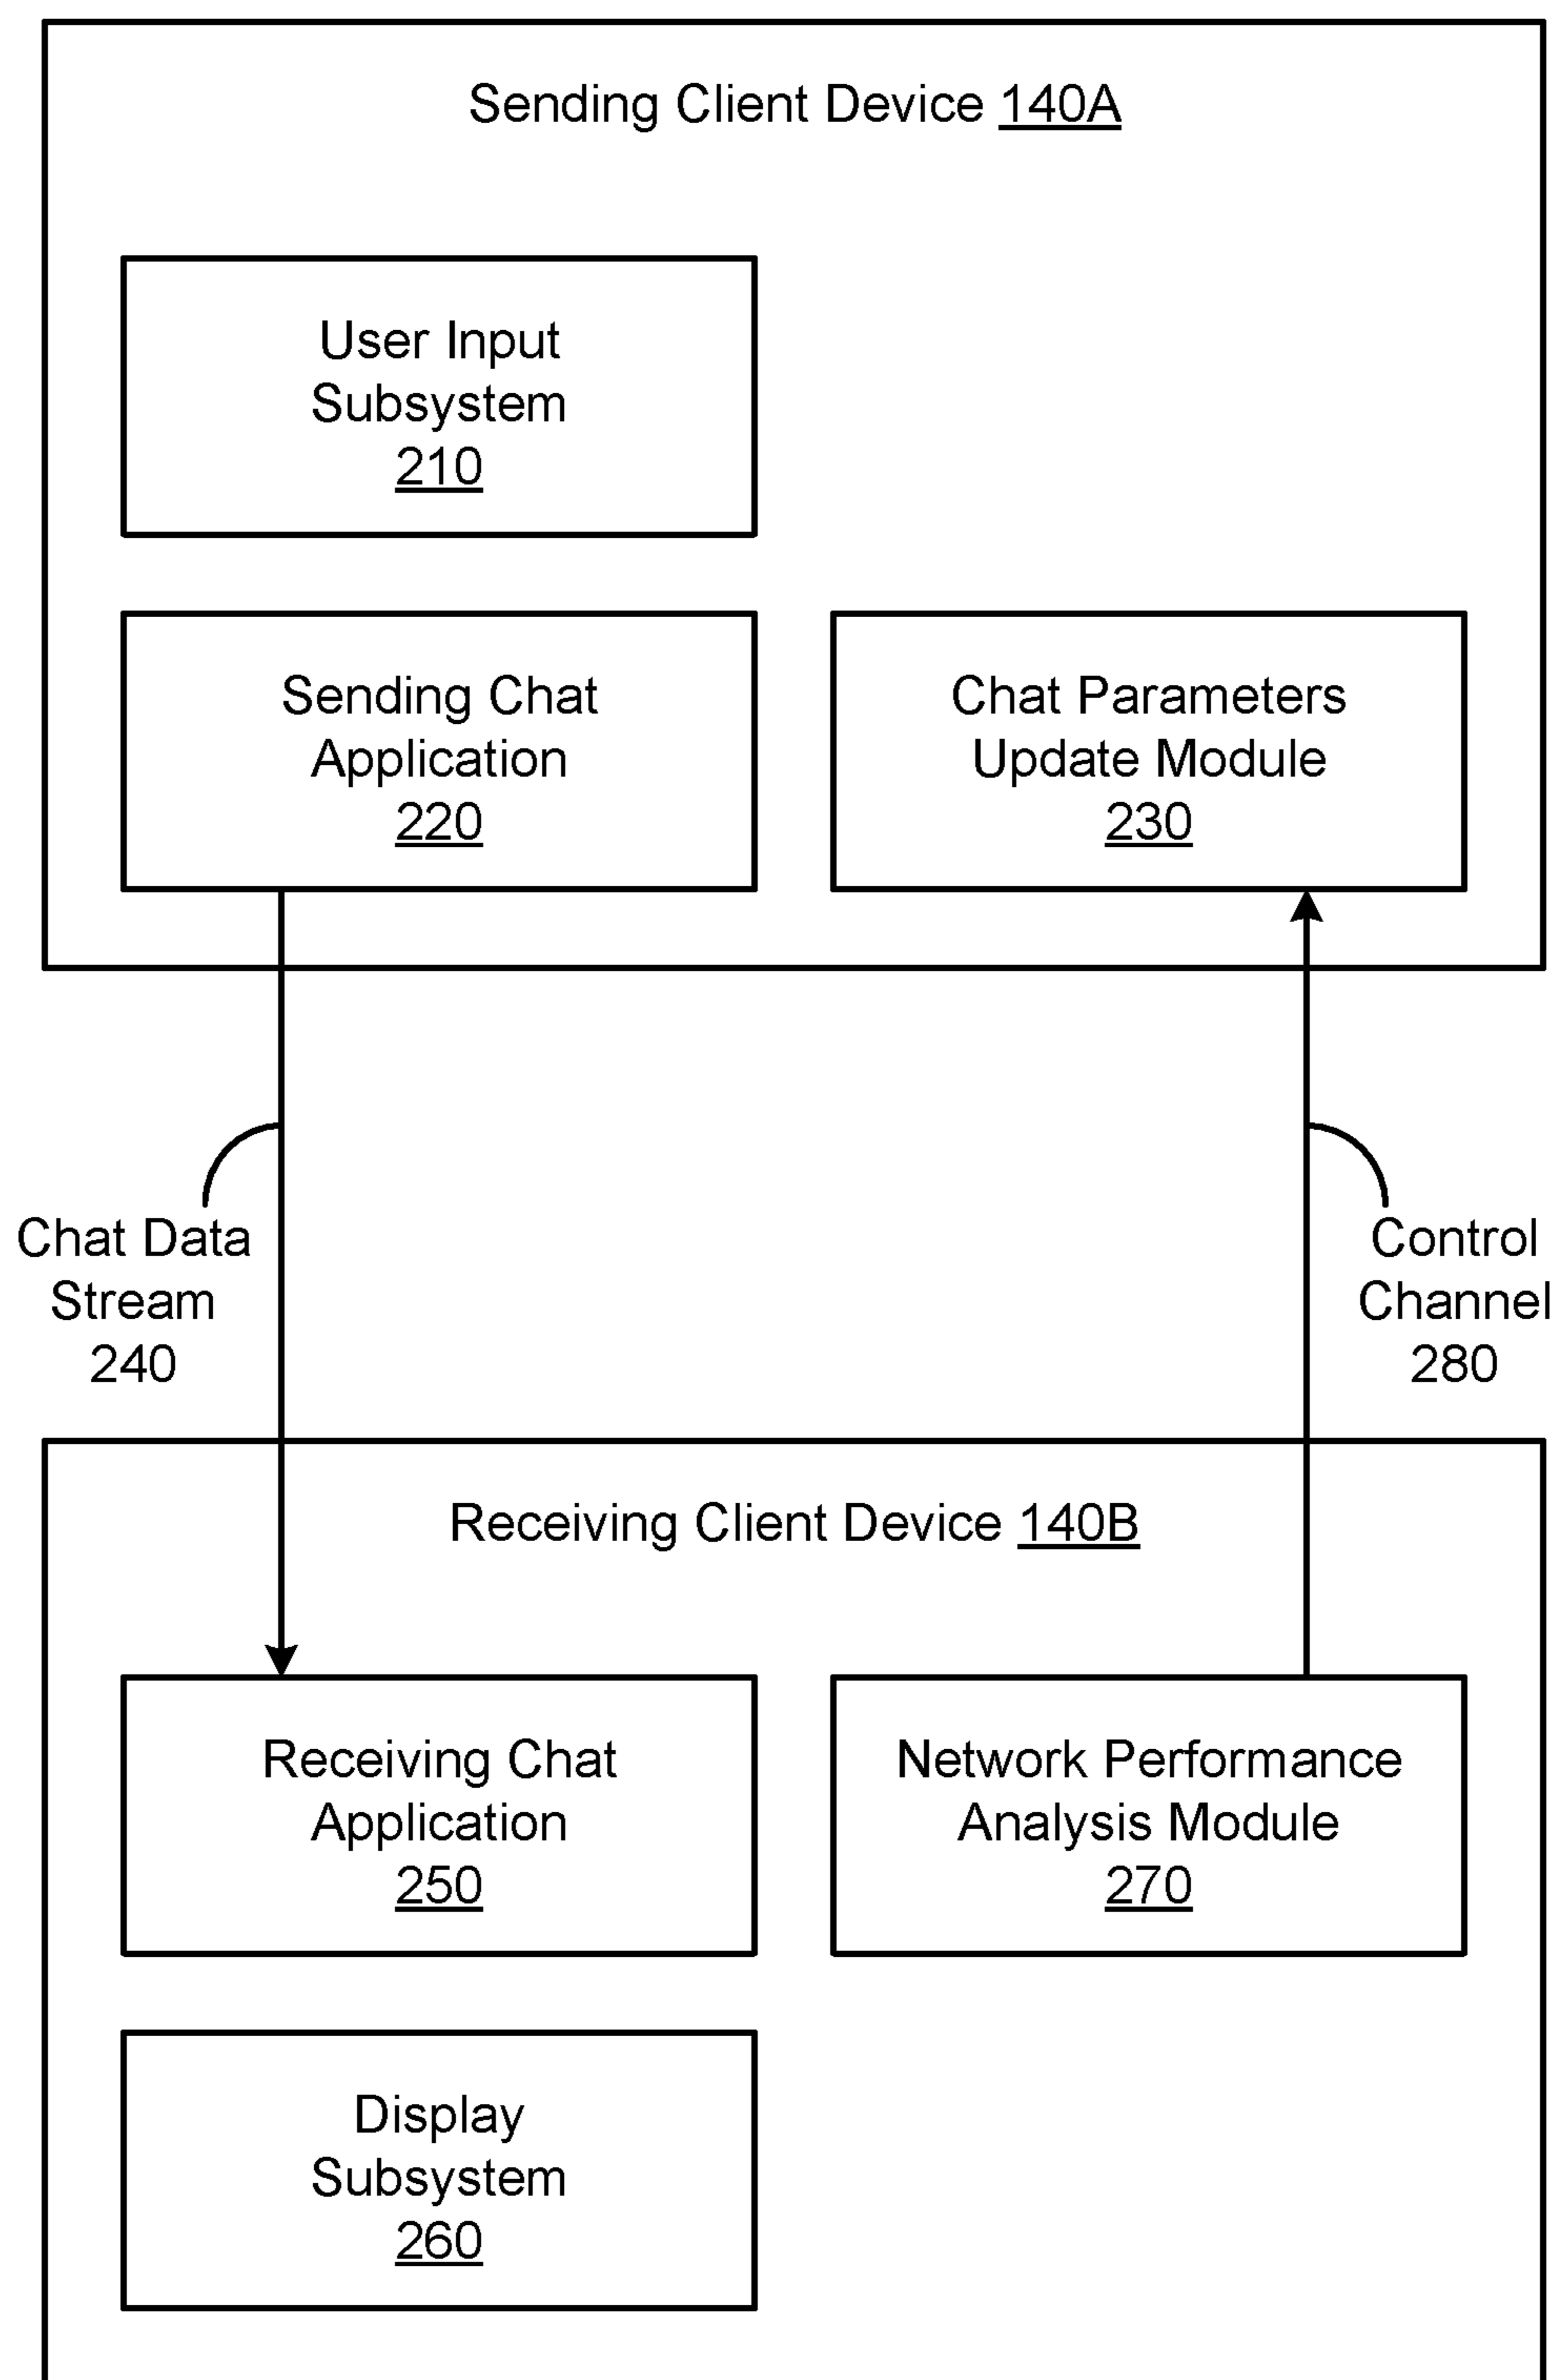 Sending Client Device 140A
User Input
Subsystem
210
Sending Chat
Application
220
Chat Parameters
Update Module
230
Chat Data
Stream
240
Control
Channel
280
Receiving Client Device 140B
Receiving Chat
Application
250
Network Performance
Analysis Module
270
Display
Subsystem
260